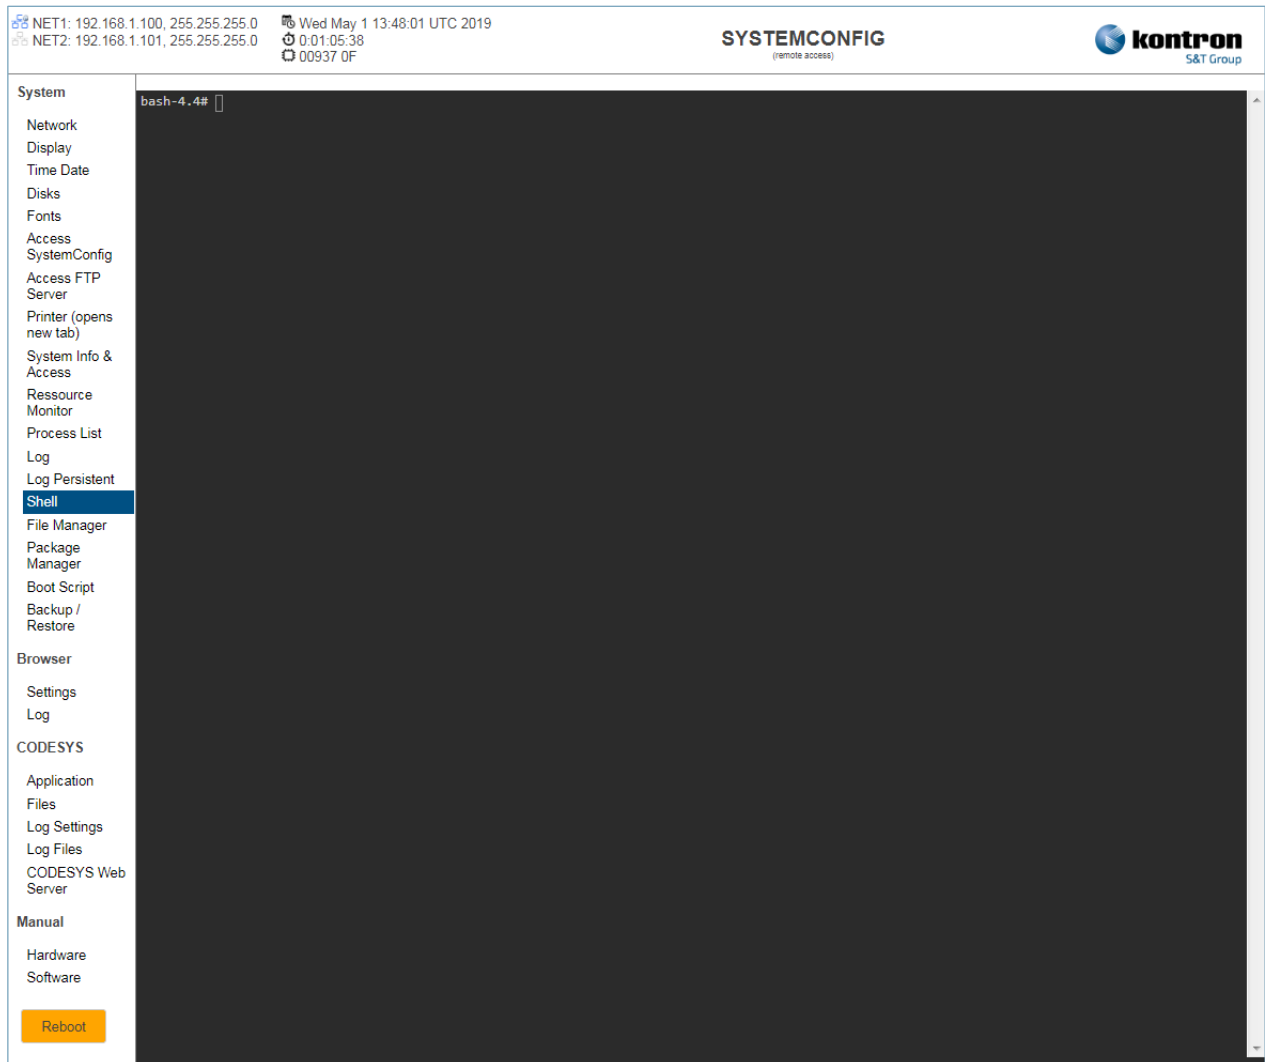 NET1: 192.168.1.100, 255.255.255.0
NET2: 192.168.1.101, 255.255.255.0
Wed May 1 13:48:01 UTC 2019
0:01:05:38
00937 0F
SYSTEMCONFIG
(remote access)
kontron
S&T Group
System
Network
Display
Time Date
Disks
Fonts
Access
SystemConfig
Access FTP
Server
Printer (opens
new tab)
System Info &
Access
Ressource
Monitor
Process List
Log
Log Persistent
Shell
File Manager
Package
Manager
Boot Script
Backup /
Restore
Browser
Settings
Log
CODESYS
Application
Files
Log Settings
Log Files
CODESYS Web
Server
Manual
Hardware
Software
Reboot
bash-4.4#